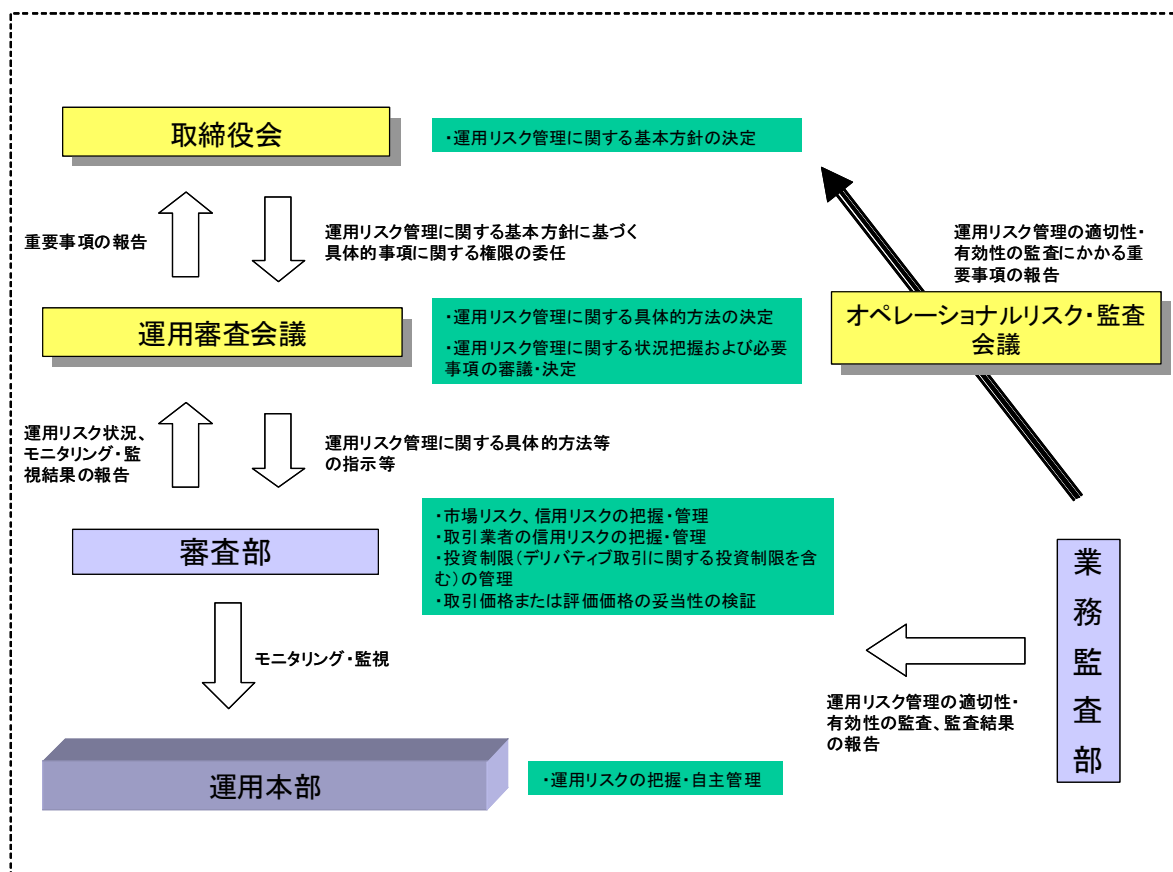 取締役会
・運用リスク管理に関する基本方針の決定
重要事項の報告
運用リスク管理に関する基本方針に基づく
具体的事項に関する権限の委任
運用リスク管理の適切性・
有効性の監査にかかる重
要事項の報告
運用審査会議
・運用リスク管理に関する具体的方法の決定
・運用リスク管理に関する状況把握および必要
事項の審議・決定
オペレーショナルリスク・監査
会議
運用リスク状況、
モニタリング・監
視結果の報告
運用リスク管理に関する具体的方法等
の指示等
審査部
・市場リスク、信用リスクの把握・管理
・取引業者の信用リスクの把握・管理
・投資制限(デリバティブ取引に関する投資制限を含
む)の管理
・取引価格または評価価格の妥当性の検証
業務監査部
モニタリング・監視
運用リスク管理の適切性・
有効性の監査、監査結果
の報告
運用本部
・運用リスクの把握・自主管理